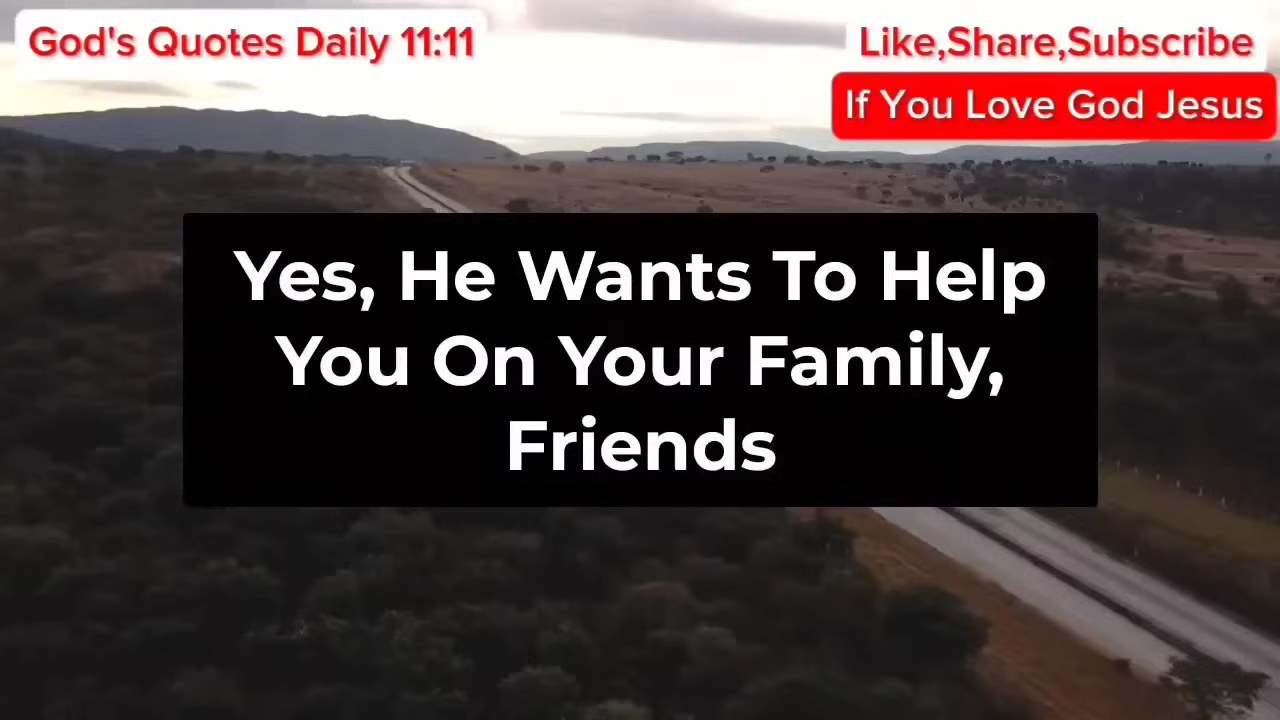 God's Quotes Daily 11:11
Like,Share,Subscribe
If You Love God Jesus
Yes, He Wants To Help
You On Your Family,
Friends